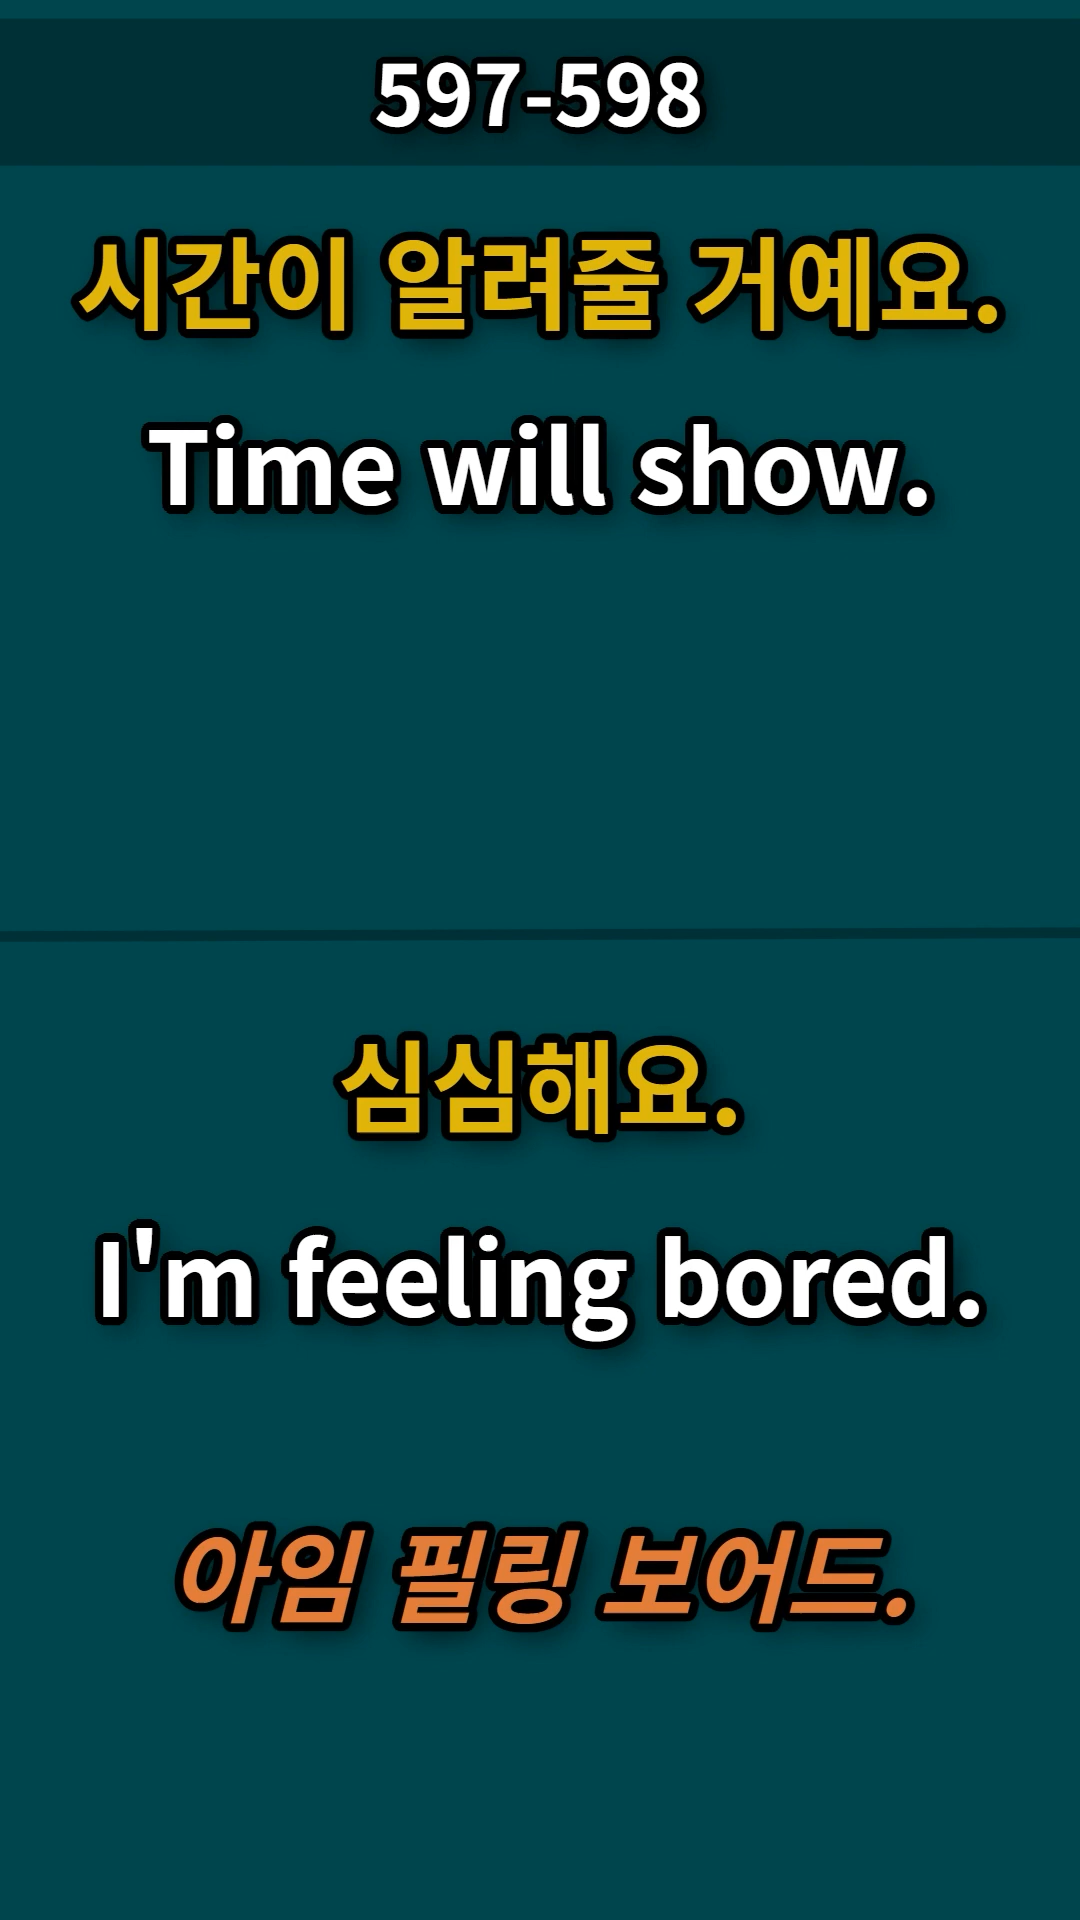 597-598
시간이 알려줄 거예요.
Time will show.
심심해요.
I'm feeling bored.
아임 필링 보어드.